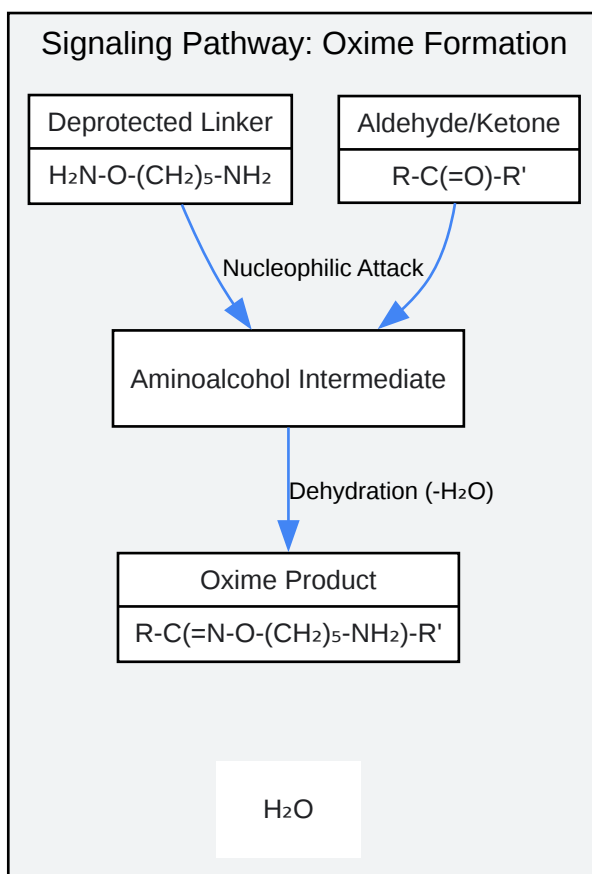 Signaling Pathway: Oxime Formation
Deprotected Linker
H₂N-O-(CH₂)₅-NH₂
Aldehyde/Ketone
R-C(=O)-R'
Nucleophilic Attack
Aminoalcohol Intermediate
Dehydration (-H₂O)
Oxime Product
R-C(=N-O-(CH₂)₅-NH₂)-R'
H₂O